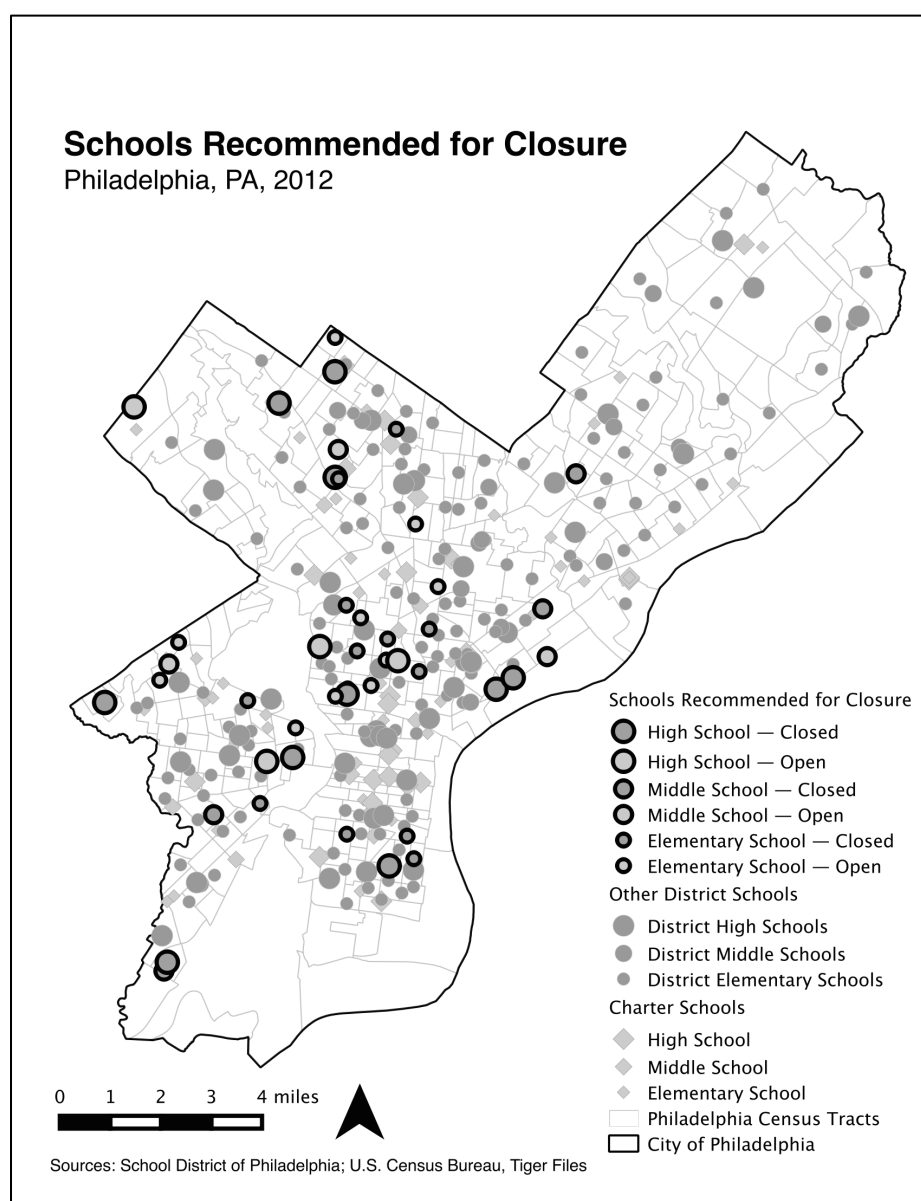 Schools Recommended for Closure
Philadelphia, PA, 2012
Schools Recommended for Closure
High School — Closed
High School — Open
Middle School — Closed
Middle School — Open
Elementary School — Closed
Elementary School — Open
Other District Schools
District High Schools
District Middle Schools
District Elementary Schools
Charter Schools
High School
Middle School
Elementary School
Philadelphia Census Tracts
City of Philadelphia
0 1 2 3 4 miles
Sources: School District of Philadelphia; U.S. Census Bureau, Tiger Files